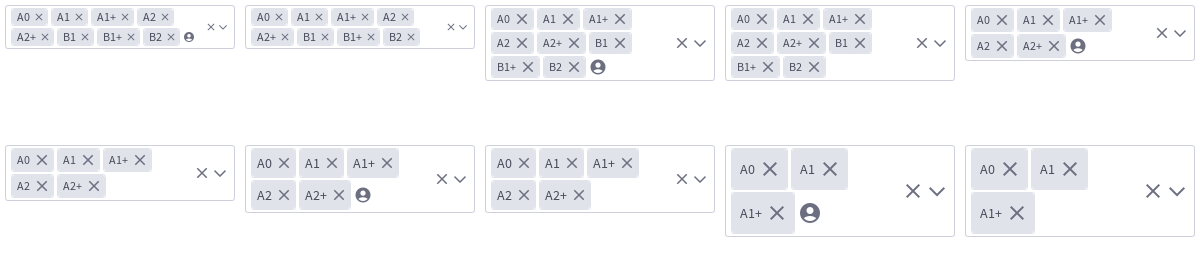 A0 A1 A1+ A2
A2+ B1 B1+ B2
A0 A1 A1+ A2
A2+ B1 B1+ B2
A0 A1 A1+
A2 A2+ B1
B1+ B2
A0 A1 A1+
A2 A2+ B1
B1+ B2
A0 A1 A1+
A2 A2+
A0 A1 A1+
A2 A2+
A0 A1 A1+
A2 A2+
A0 A1 A1+
A2 A2+
A0 A1
A1+
A0 A1
A1+